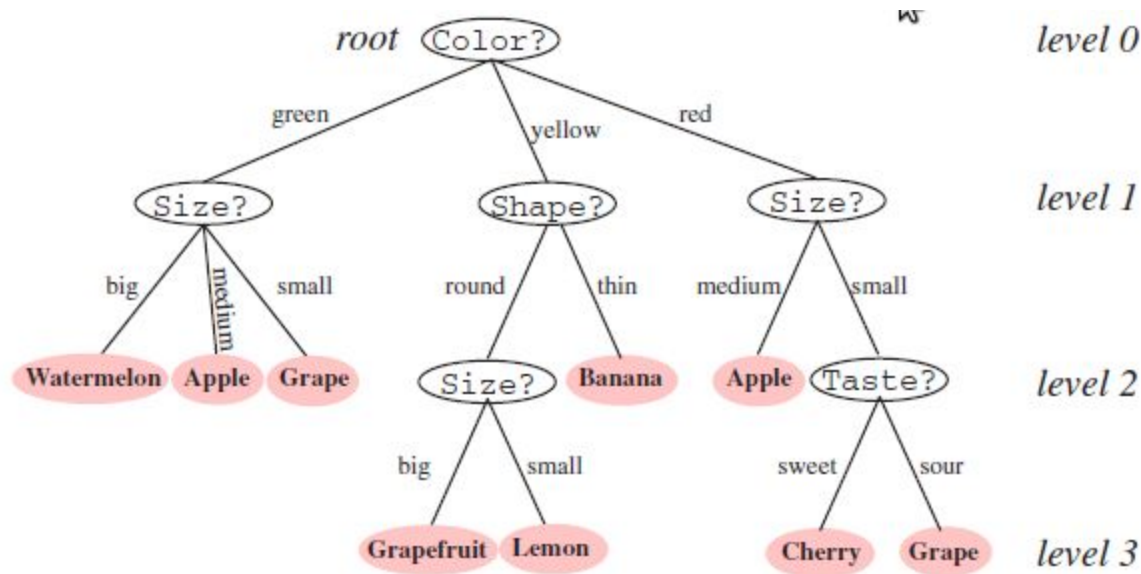 root Color? level 0
green yellow red
Size? Shape? Size? level 1
big medium small round thin medium small
Watermelon Apple Grape Size? Banana Apple Taste? level 2
big small sweet sour
Grapefruit Lemon Cherry Grape level 3